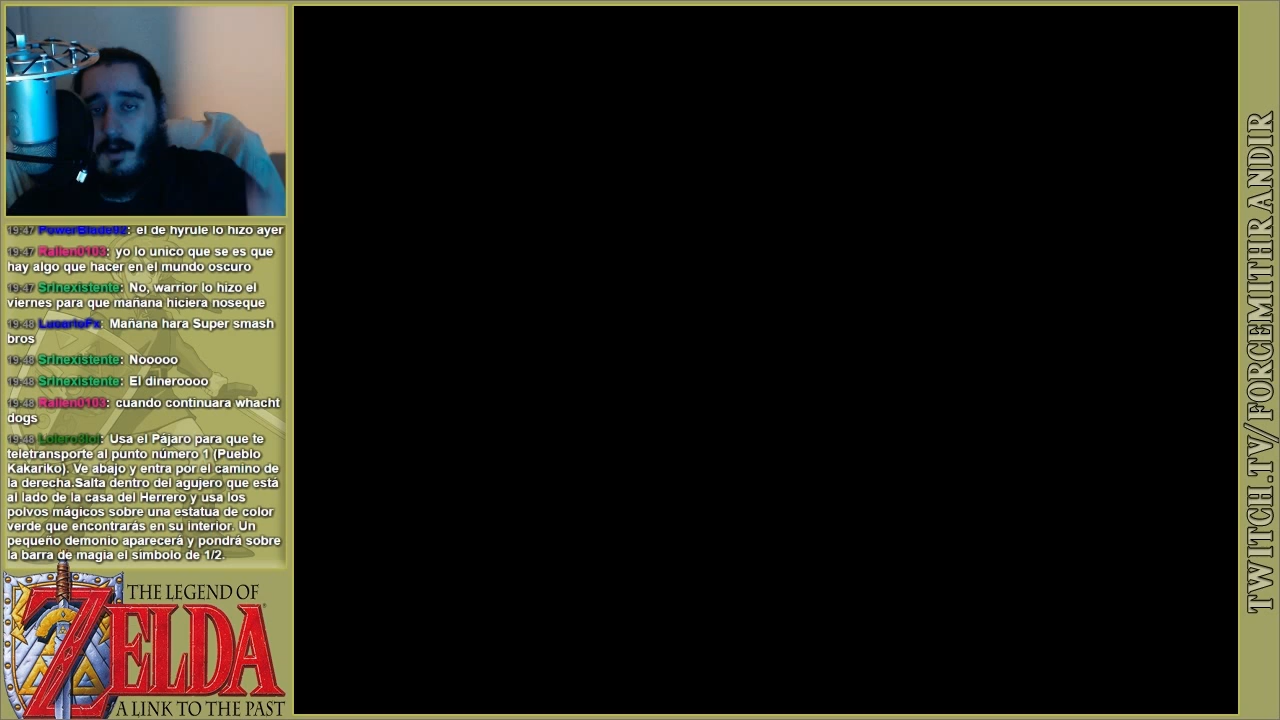 19:47 PowerBlade92: el de hyrule lo hizo ayer
19:47 Rallen0103: yo lo unico que se es que
hay algo que hacer en el mundo oscuro
19:47 SrInexistente: No, warrior lo hizo el
viernes para que mañana hiciera noseque
19:48 LucarioPx: Mañana hara Super smash
bros
19:48 SrInexistente: Nooooo
19:48 SrInexistente: El dineroooo
19:48 Rallen0103: cuando continuara whacht
dogs
19:48 Lolero3lol: Usa el Pájaro para que te
teletransporte al punto número 1 (Pueblo
Kakariko). Ve abajo y entra por el camino de
la derecha.Salta dentro del agujero que está
al lado de la casa del Herrero y usa los
polvos mágicos sobre una estatua de color
verde que encontrarás en su interior. Un
pequeño demonio aparecerá y pondrá sobre
la barra de magia el símbolo de 1/2.
THE LEGEND OF
ZELDA
A LINK TO THE PAST
TWITCH.TV/FORCEMITHRANDIR